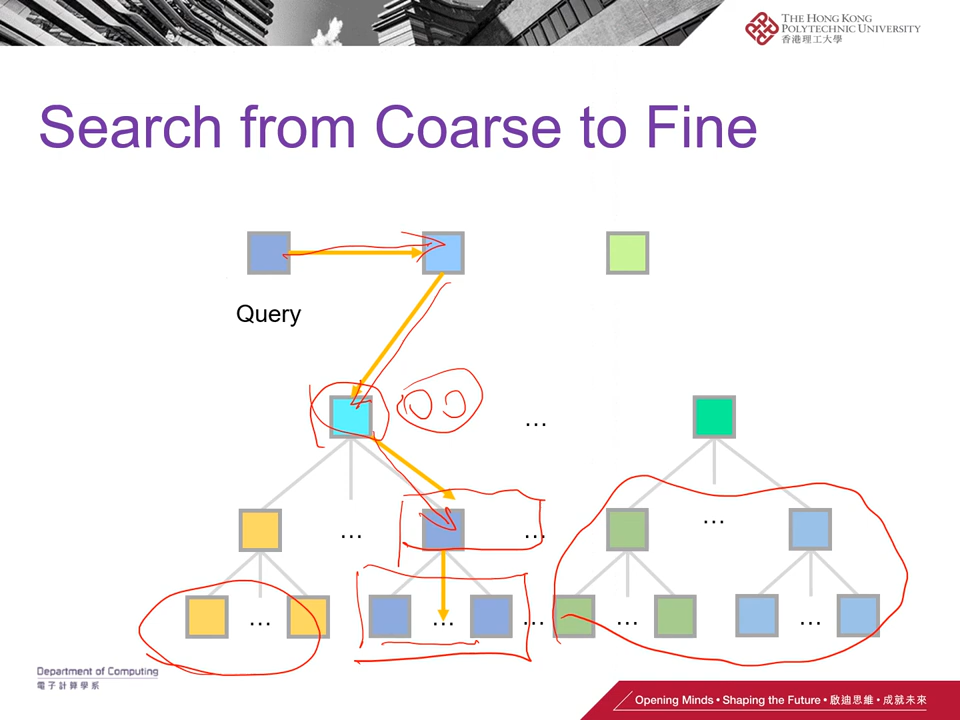 THE HONG KONG
POLYTECHNIC UNIVERSITY
香港理工大學
Search from Coarse to Fine
Query
...
...
...
...
...
...
...
...
...
Department of Computing
電子計算學系
Opening Minds • Shaping the Future • 啟迪思維 • 成就未來